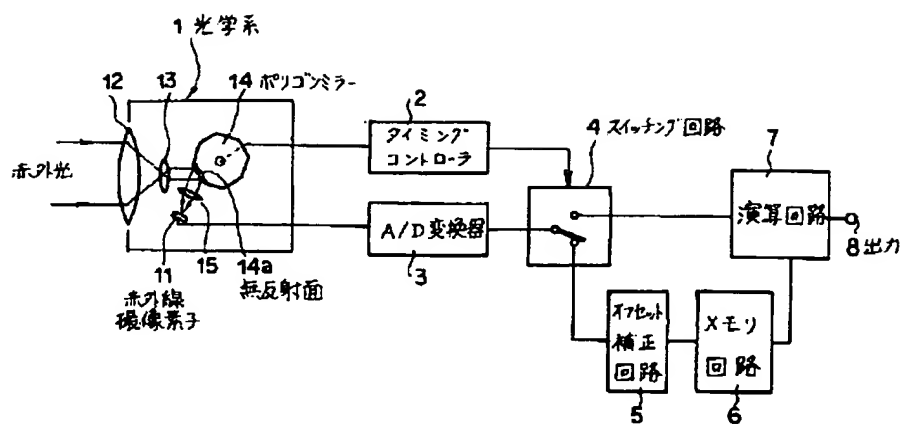 1 光学系
12
13
14 ポリゴンミラー
赤外光
11
15
14a
赤外線
撮像素子
無反射面
2
タイミング
コントローラ
A/D変換器
3
4 スイッチング回路
7
演算回路
8 出力
オフセット
補正
回路
5
メモリ
回路
6